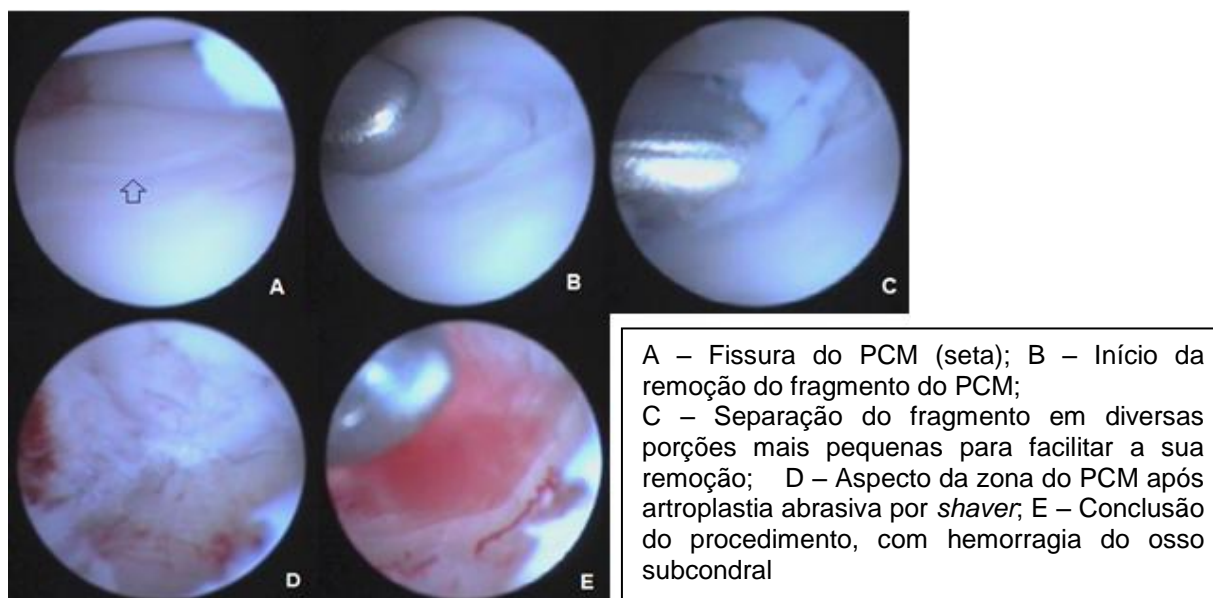 A
B
C
D
E
A – Fissura do PCM (seta); B – Início da
remoção do fragmento do PCM;
C – Separação do fragmento em diversas
porções mais pequenas para facilitar a sua
remoção; D – Aspecto da zona do PCM após
artroplastia abrasiva por shaver; E – Conclusão
do procedimento, com hemorragia do osso
subcondral